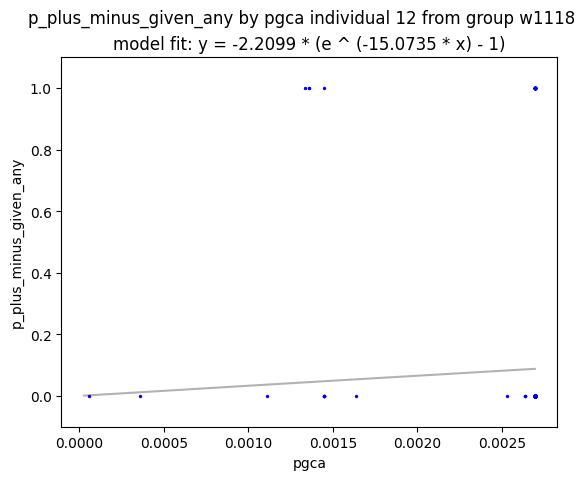 p_plus_minus_given_any by pgca individual 12 from group w1118
model fit: y = -2.2099 * (e ^ (-15.0735 * x) - 1)
1.0
0.8
0.6
0.4
0.2
0.0
p_plus_minus_given_any
0.0000 0.0005 0.0010 0.0015 0.0020 0.0025
pgca